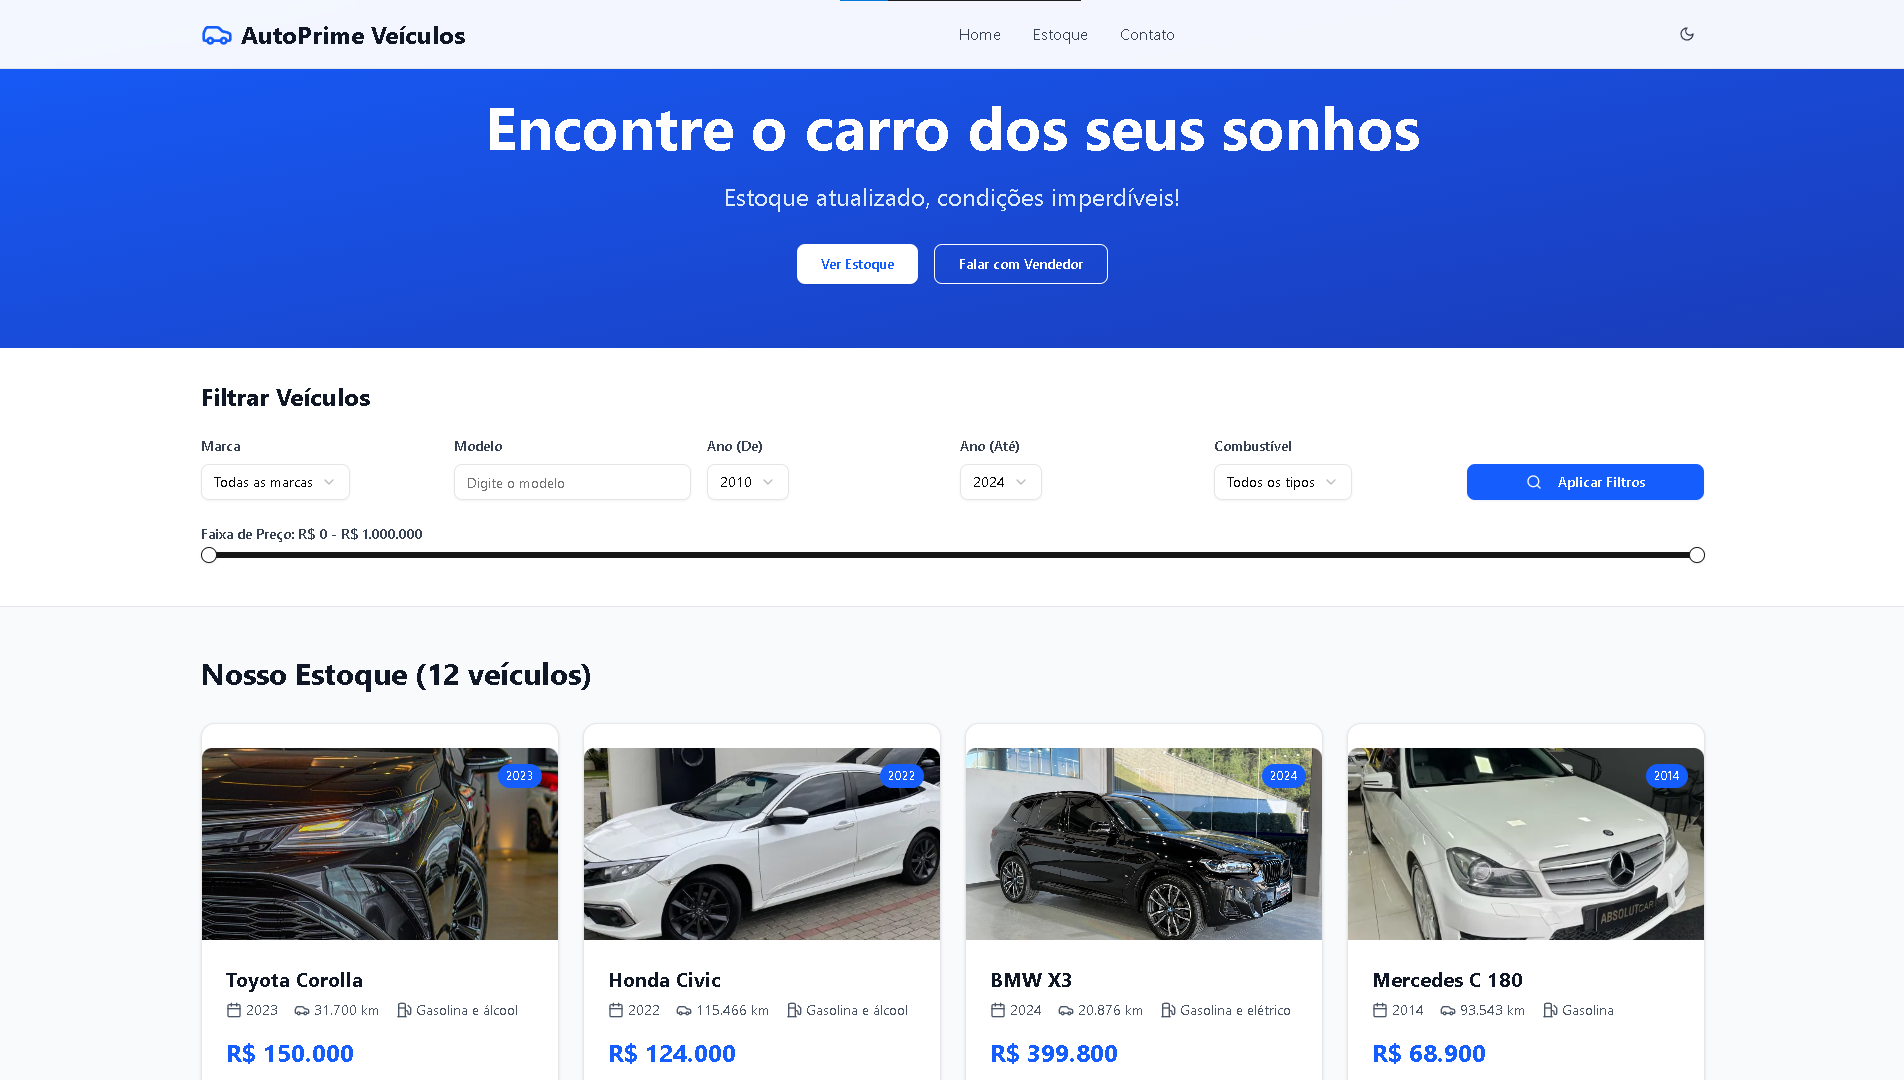 AutoPrime Veículos
Home Estoque Contato
Encontre o carro dos seus sonhos
Estoque atualizado, condições imperdíveis!
Ver Estoque Falar com Vendedor
Filtrar Veículos
Marca Modelo Ano (De) Ano (Até) Combustível
Todas as marcas Digite o modelo 2010 2024 Todos os tipos Aplicar Filtros
Faixa de Preço: R$ 0 - R$ 1.000.000
Nosso Estoque (12 veículos)
2023 2022 2024 2014
ABSOLUTCAR
Toyota Corolla
2023 31.700 km Gasolina e álcool
R$ 150.000
Honda Civic
2022 115.466 km Gasolina e álcool
R$ 124.000
BMW X3
2024 20.876 km Gasolina e elétrico
R$ 399.800
Mercedes C 180
2014 93.543 km Gasolina
R$ 68.900